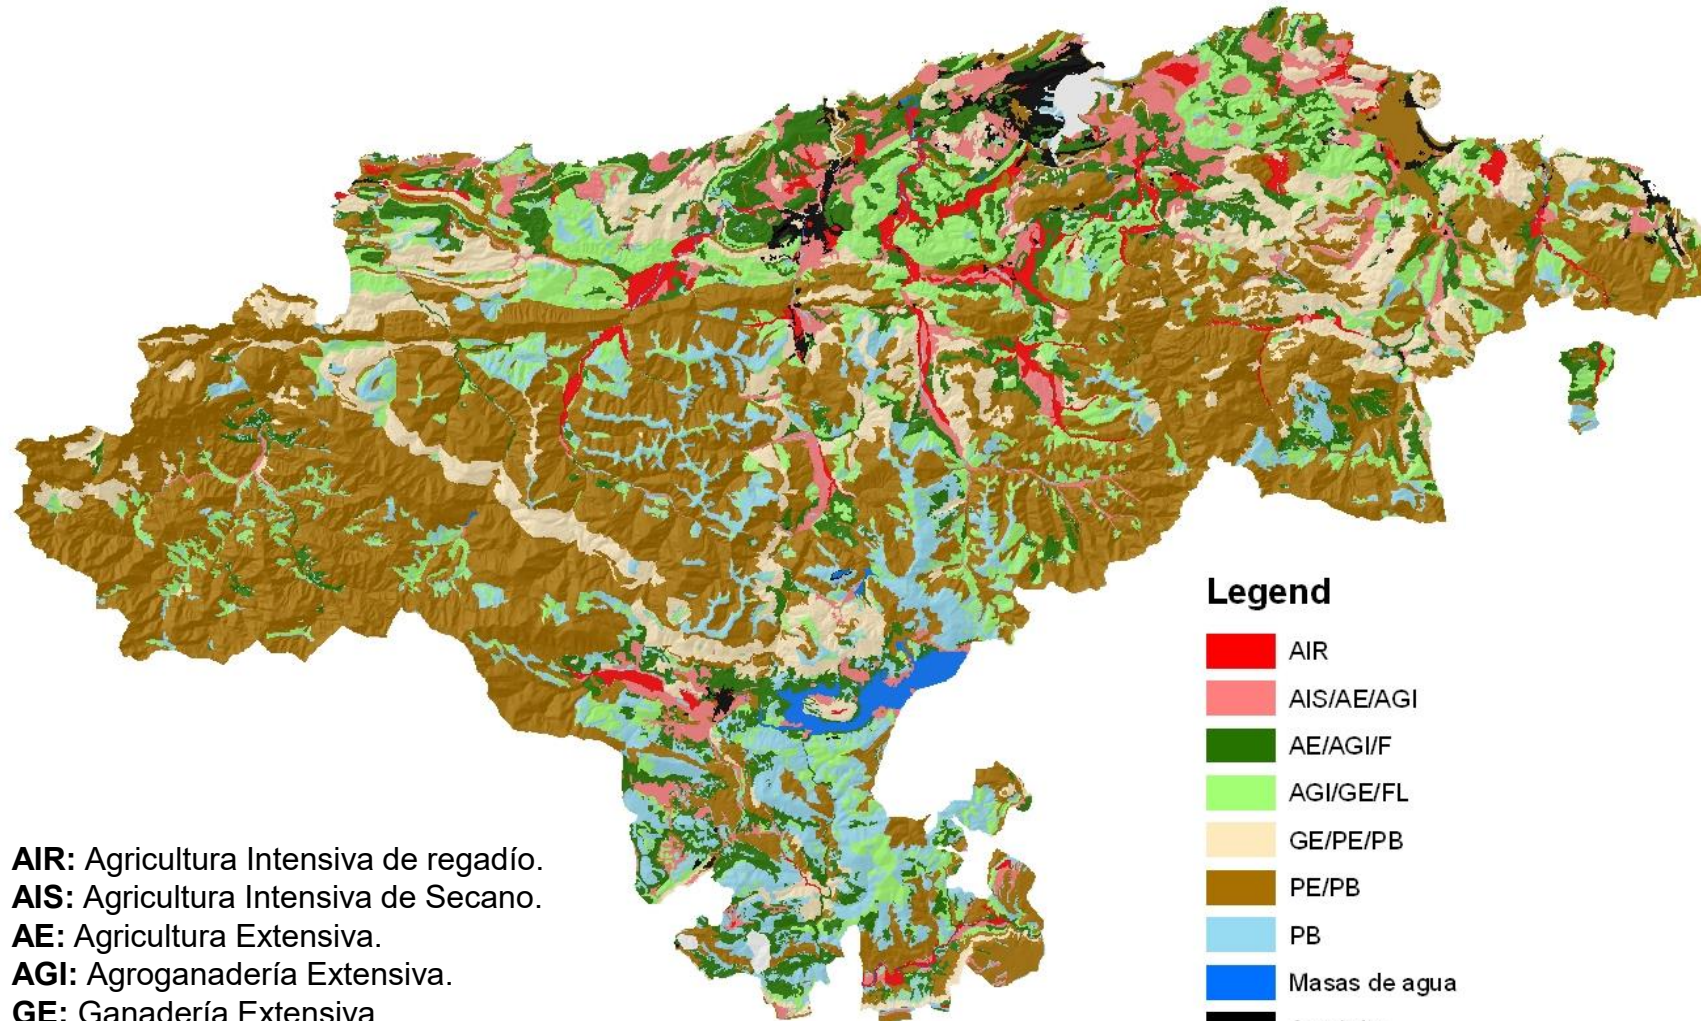 Legend
AIR
AIS/AE/AGI
AE/AGI/F
AGI/GE/FL
GE/PE/PB
PE/PB
PB
Masas de agua
AIR: Agricultura Intensiva de regadío.
AIS: Agricultura Intensiva de Secano.
AE: Agricultura Extensiva.
AGI: Agroganadería Extensiva.
GE: Ganadería Extensiva